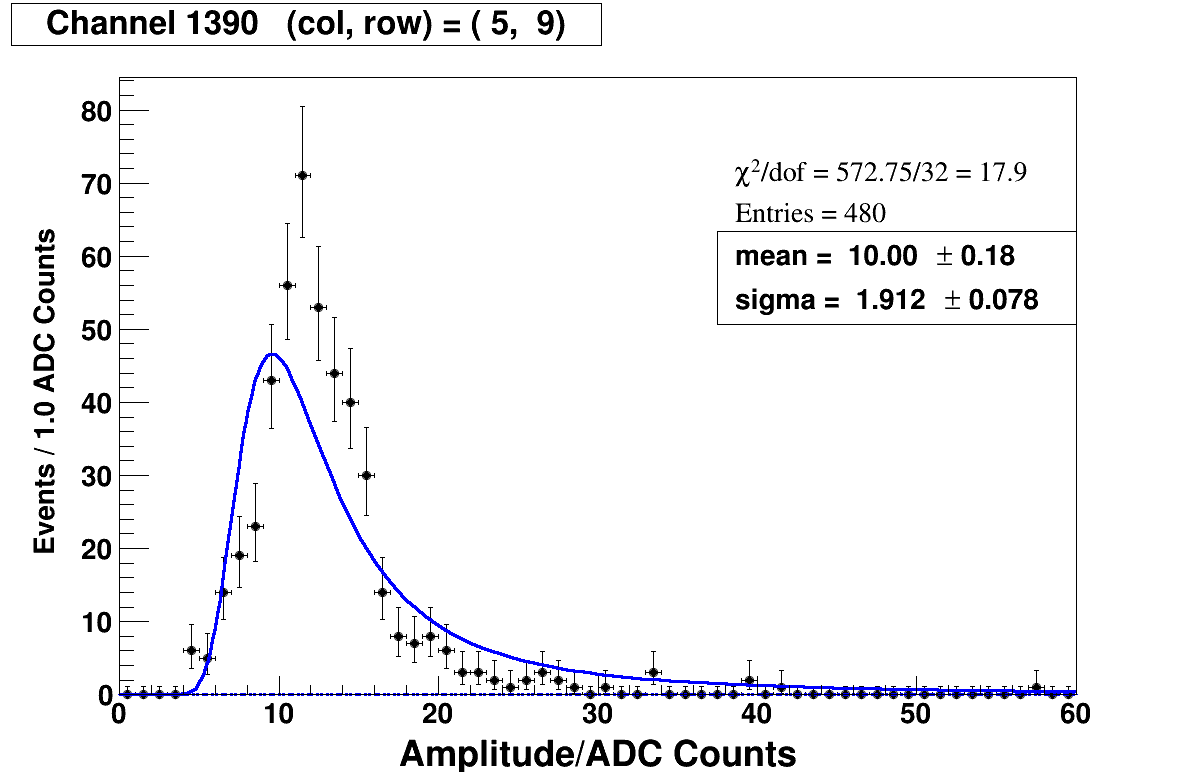 Channel 1390 (col, row) = ( 5, 9)
χ²/dof = 572.75/32 = 17.9
Entries = 480
mean = 10.00 ± 0.18
sigma = 1.912 ± 0.078
Events / 1.0 ADC Counts
80
70
60
50
40
30
20
10
0
0 10 20 30 40 50 60
Amplitude/ADC Counts